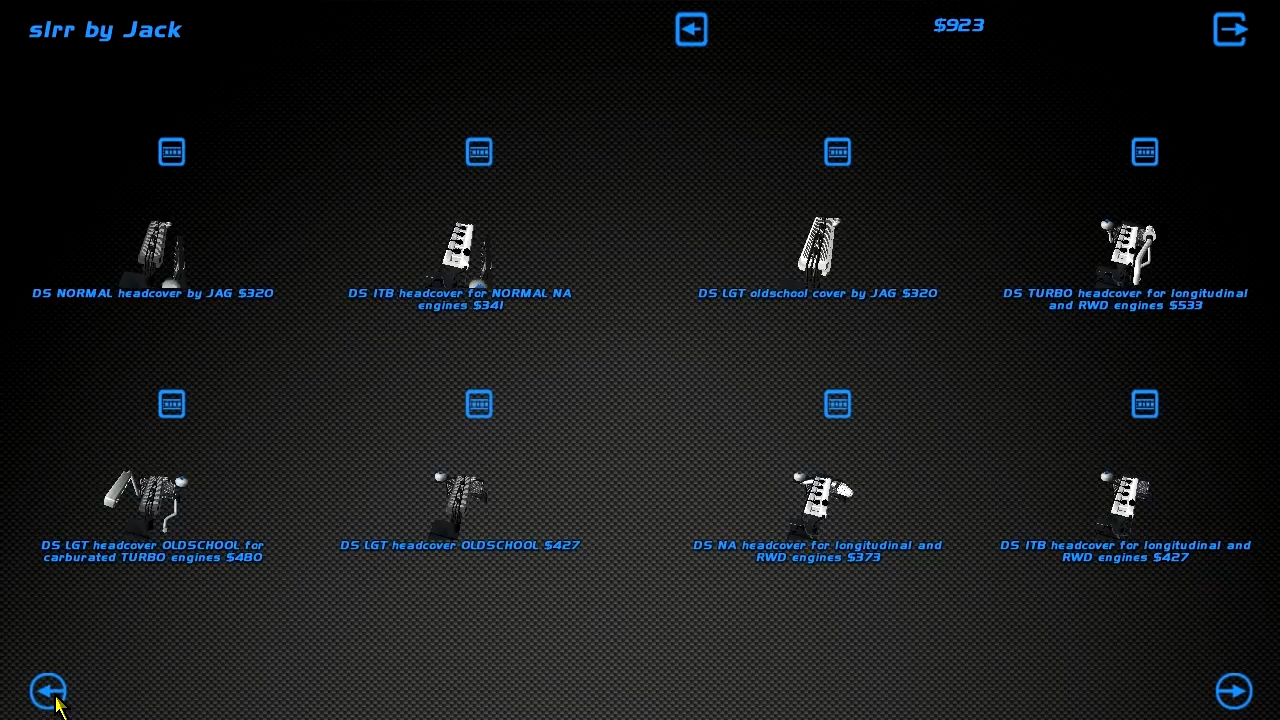 slrr by Jack
$923
DS NORMAL headcover by JAG $320
DS ITB headcover for NORMAL NA
engines $341
DS LGT oldschool cover by JAG $320
DS TURBO headcover for longitudinal
and RWD engines $533
DS LGT headcover OLDSCHOOL for
carburated TURBO engines $480
DS LGT headcover OLDSCHOOL $427
DS NA headcover for longitudinal and
RWD engines $373
DS ITB headcover for longitudinal and
RWD engines $427